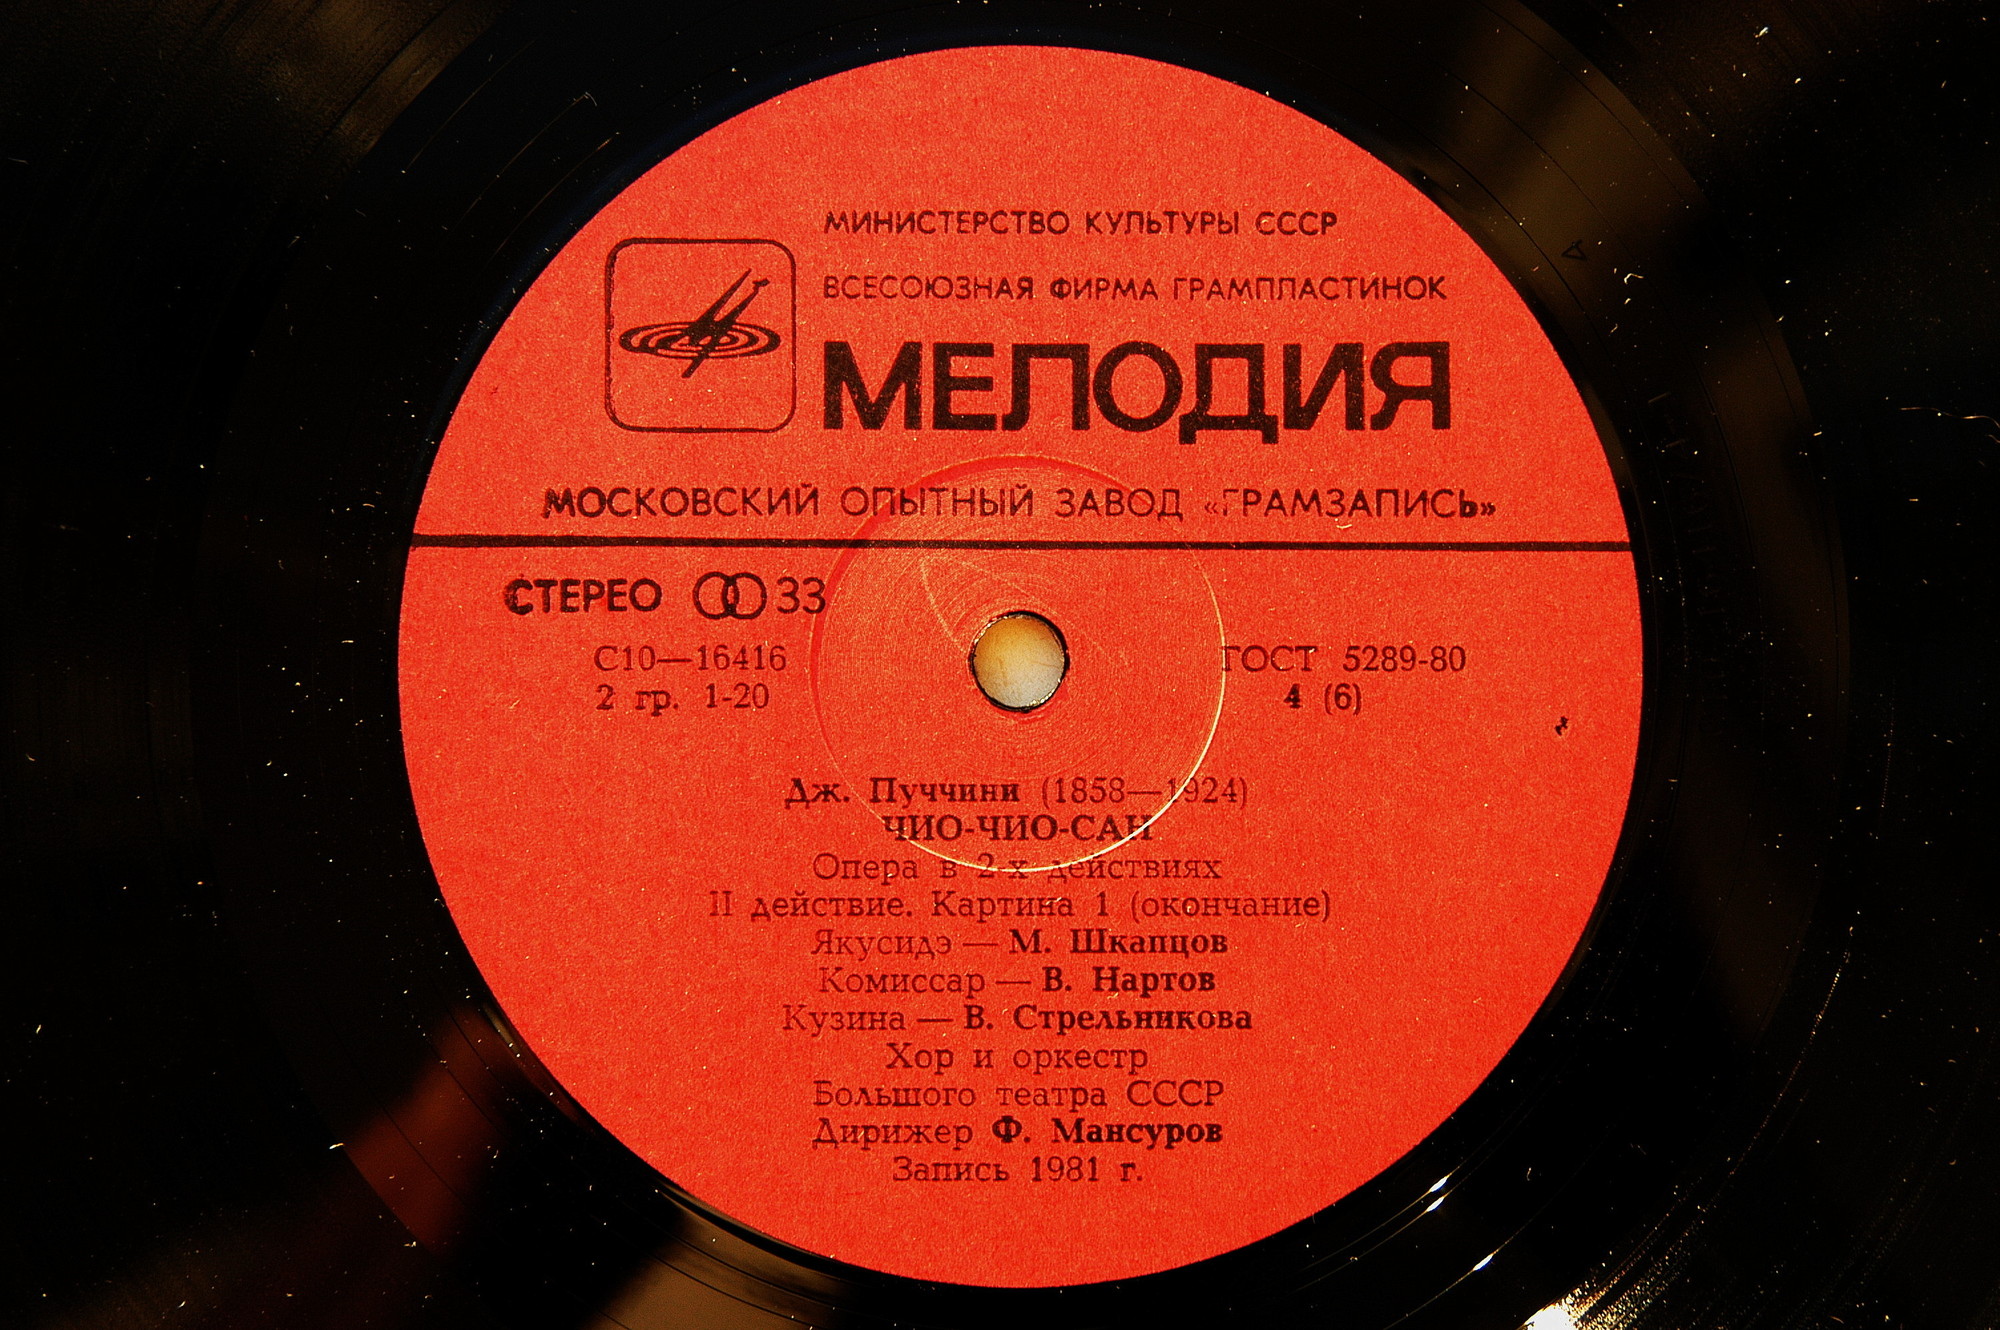 МИНИСТЕРСТВО КУЛЬТУРЫ СССР
ВСЕСОЮЗНАЯ ФИРМА ГРАМПЛАСТИНОК
МЕЛОДИЯ
МОСКОВСКИЙ ОПЫТНЫЙ ЗАВОД «ГРАМЗАПИСЬ»
СТЕРЕО 33
С10—16416 ГОСТ 5289-80
2 гр. 1-20 4 (6)
Дж. Пуччини (1858—1924)
ЧИО-ЧИО-САН
Опера в 2-х действиях
II действие. Картина 1 (окончание)
Якусидэ — М. Шкапцов
Комиссар — В. Нартов
Кузина — В. Стрельникова
Хор и оркестр
Большого театра СССР
Дирижер Ф. Мансуров
Запись 1981 г.